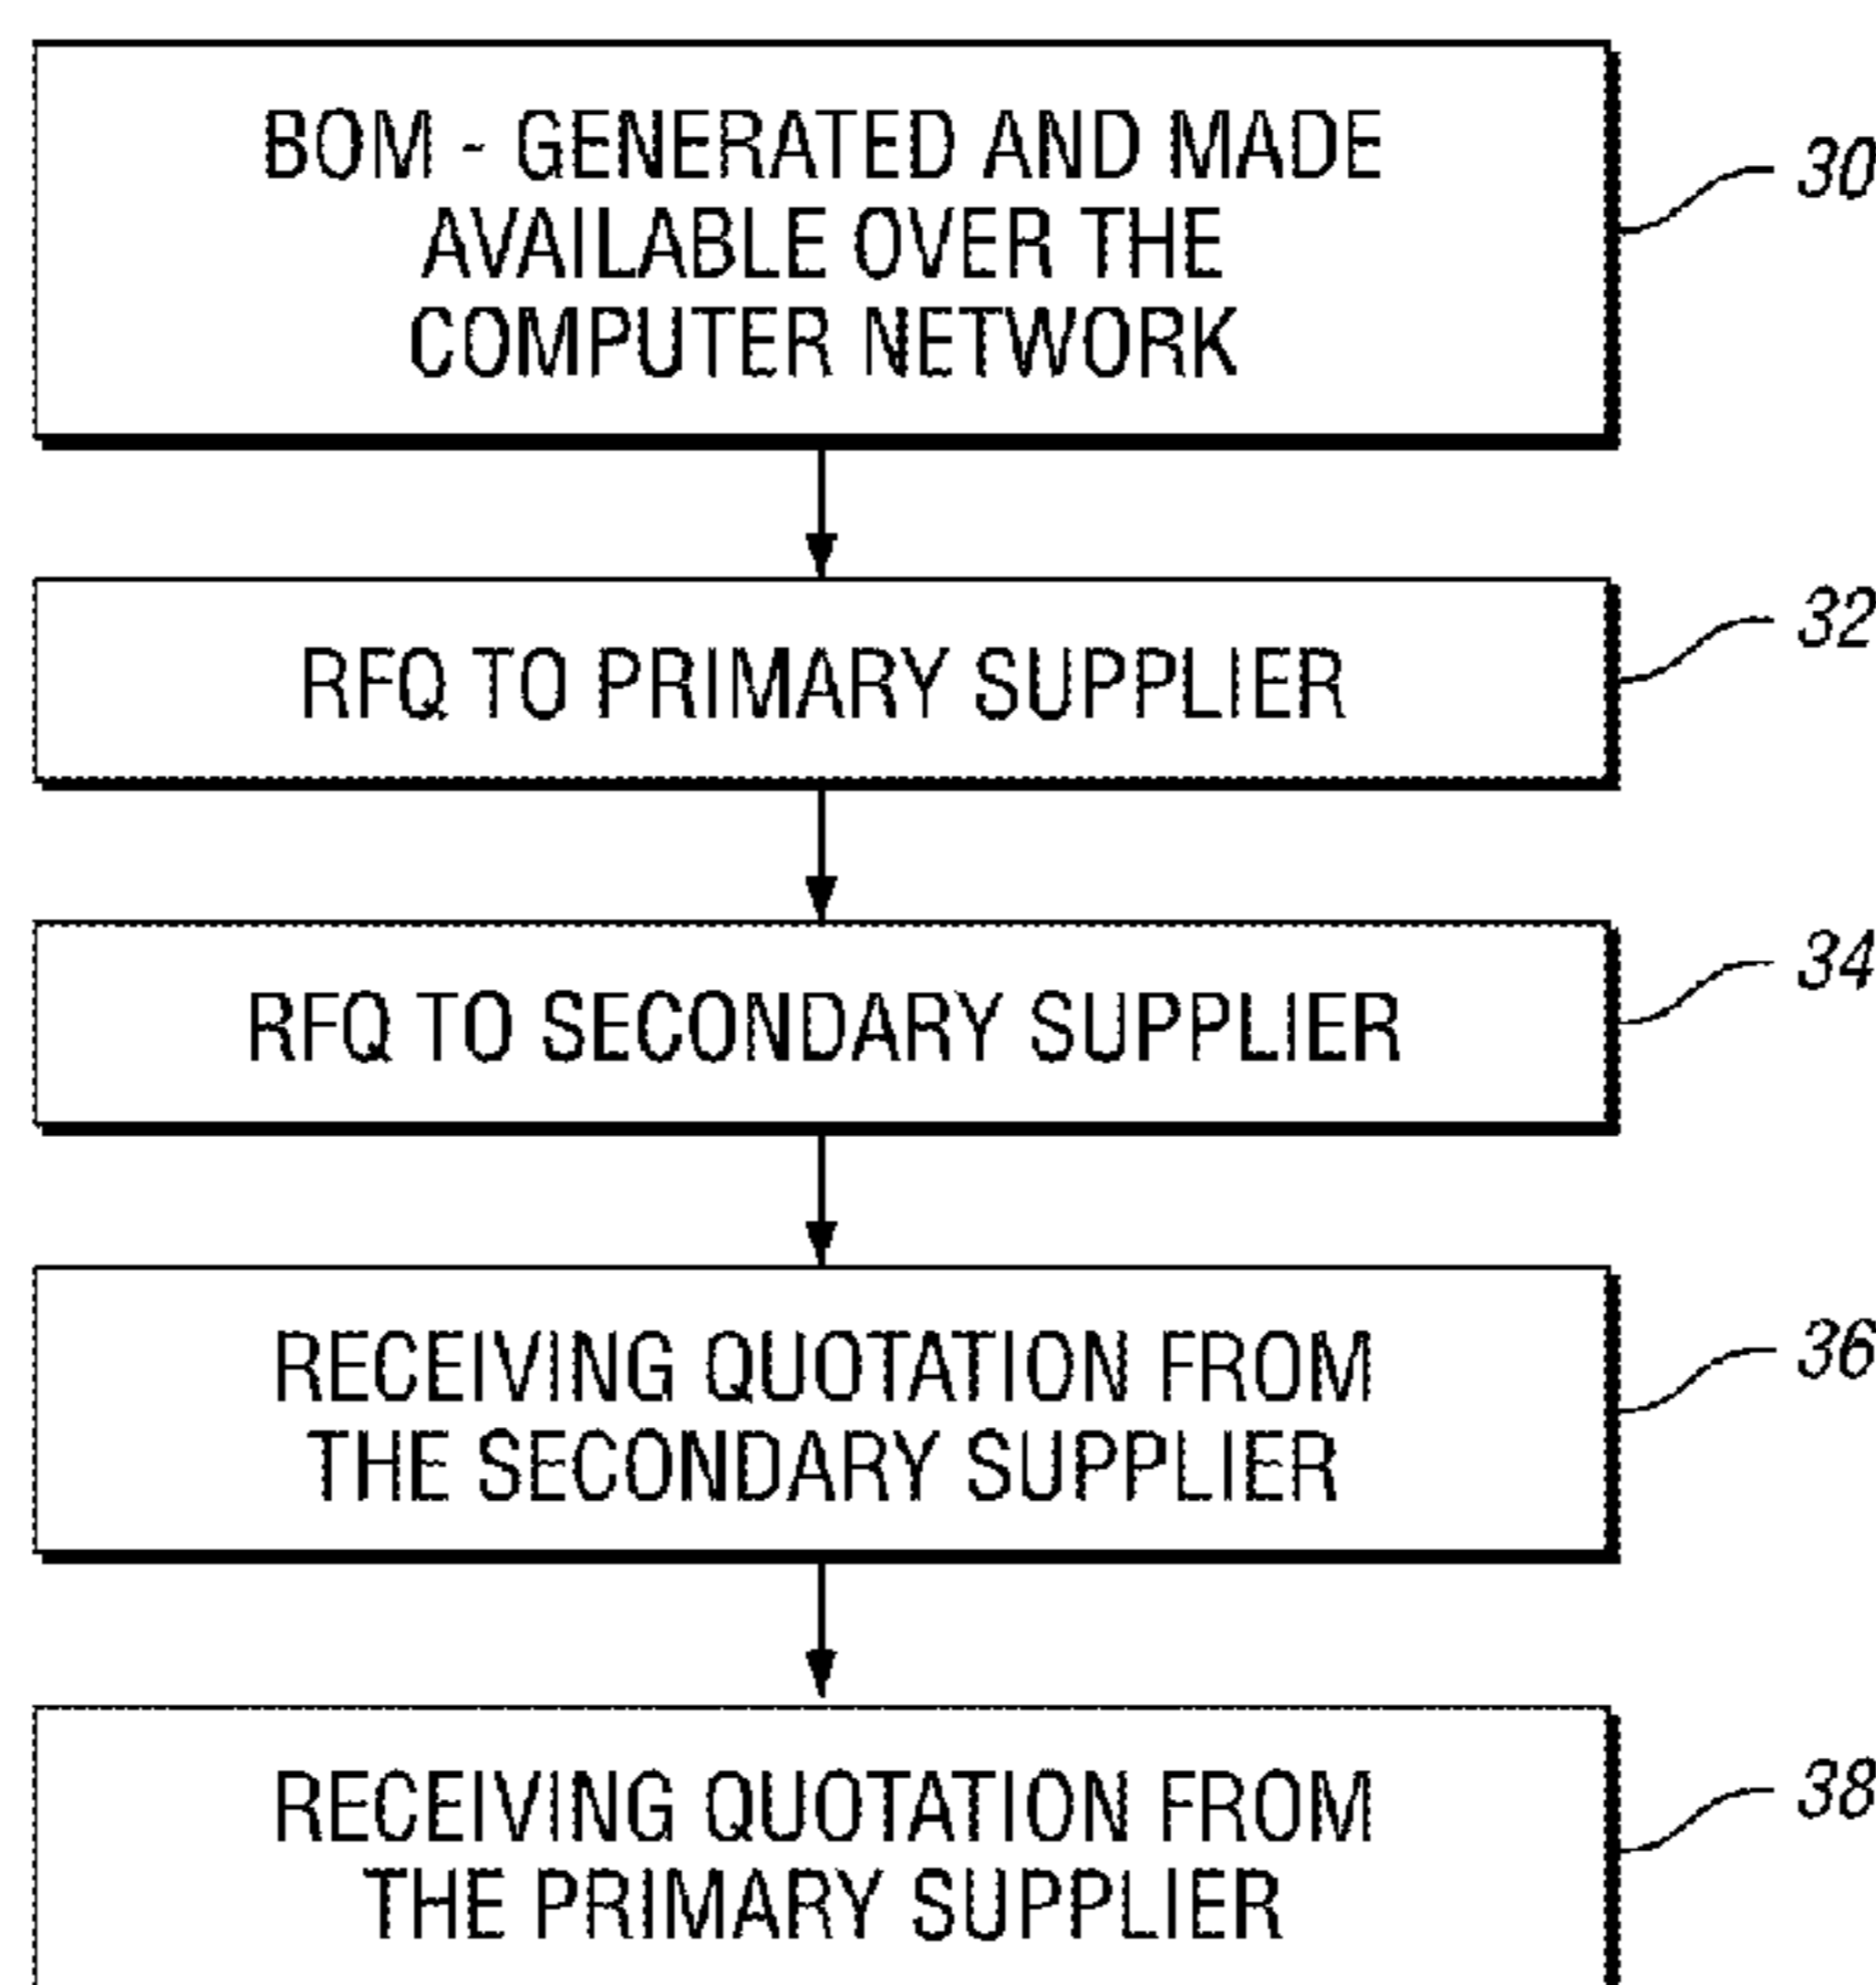 BOM - GENERATED AND MADE
AVAILABLE OVER THE
COMPUTER NETWORK
30
RFQ TO PRIMARY SUPPLIER
32
RFQ TO SECONDARY SUPPLIER
34
RECEIVING QUOTATION FROM
THE SECONDARY SUPPLIER
36
RECEIVING QUOTATION FROM
THE PRIMARY SUPPLIER
38